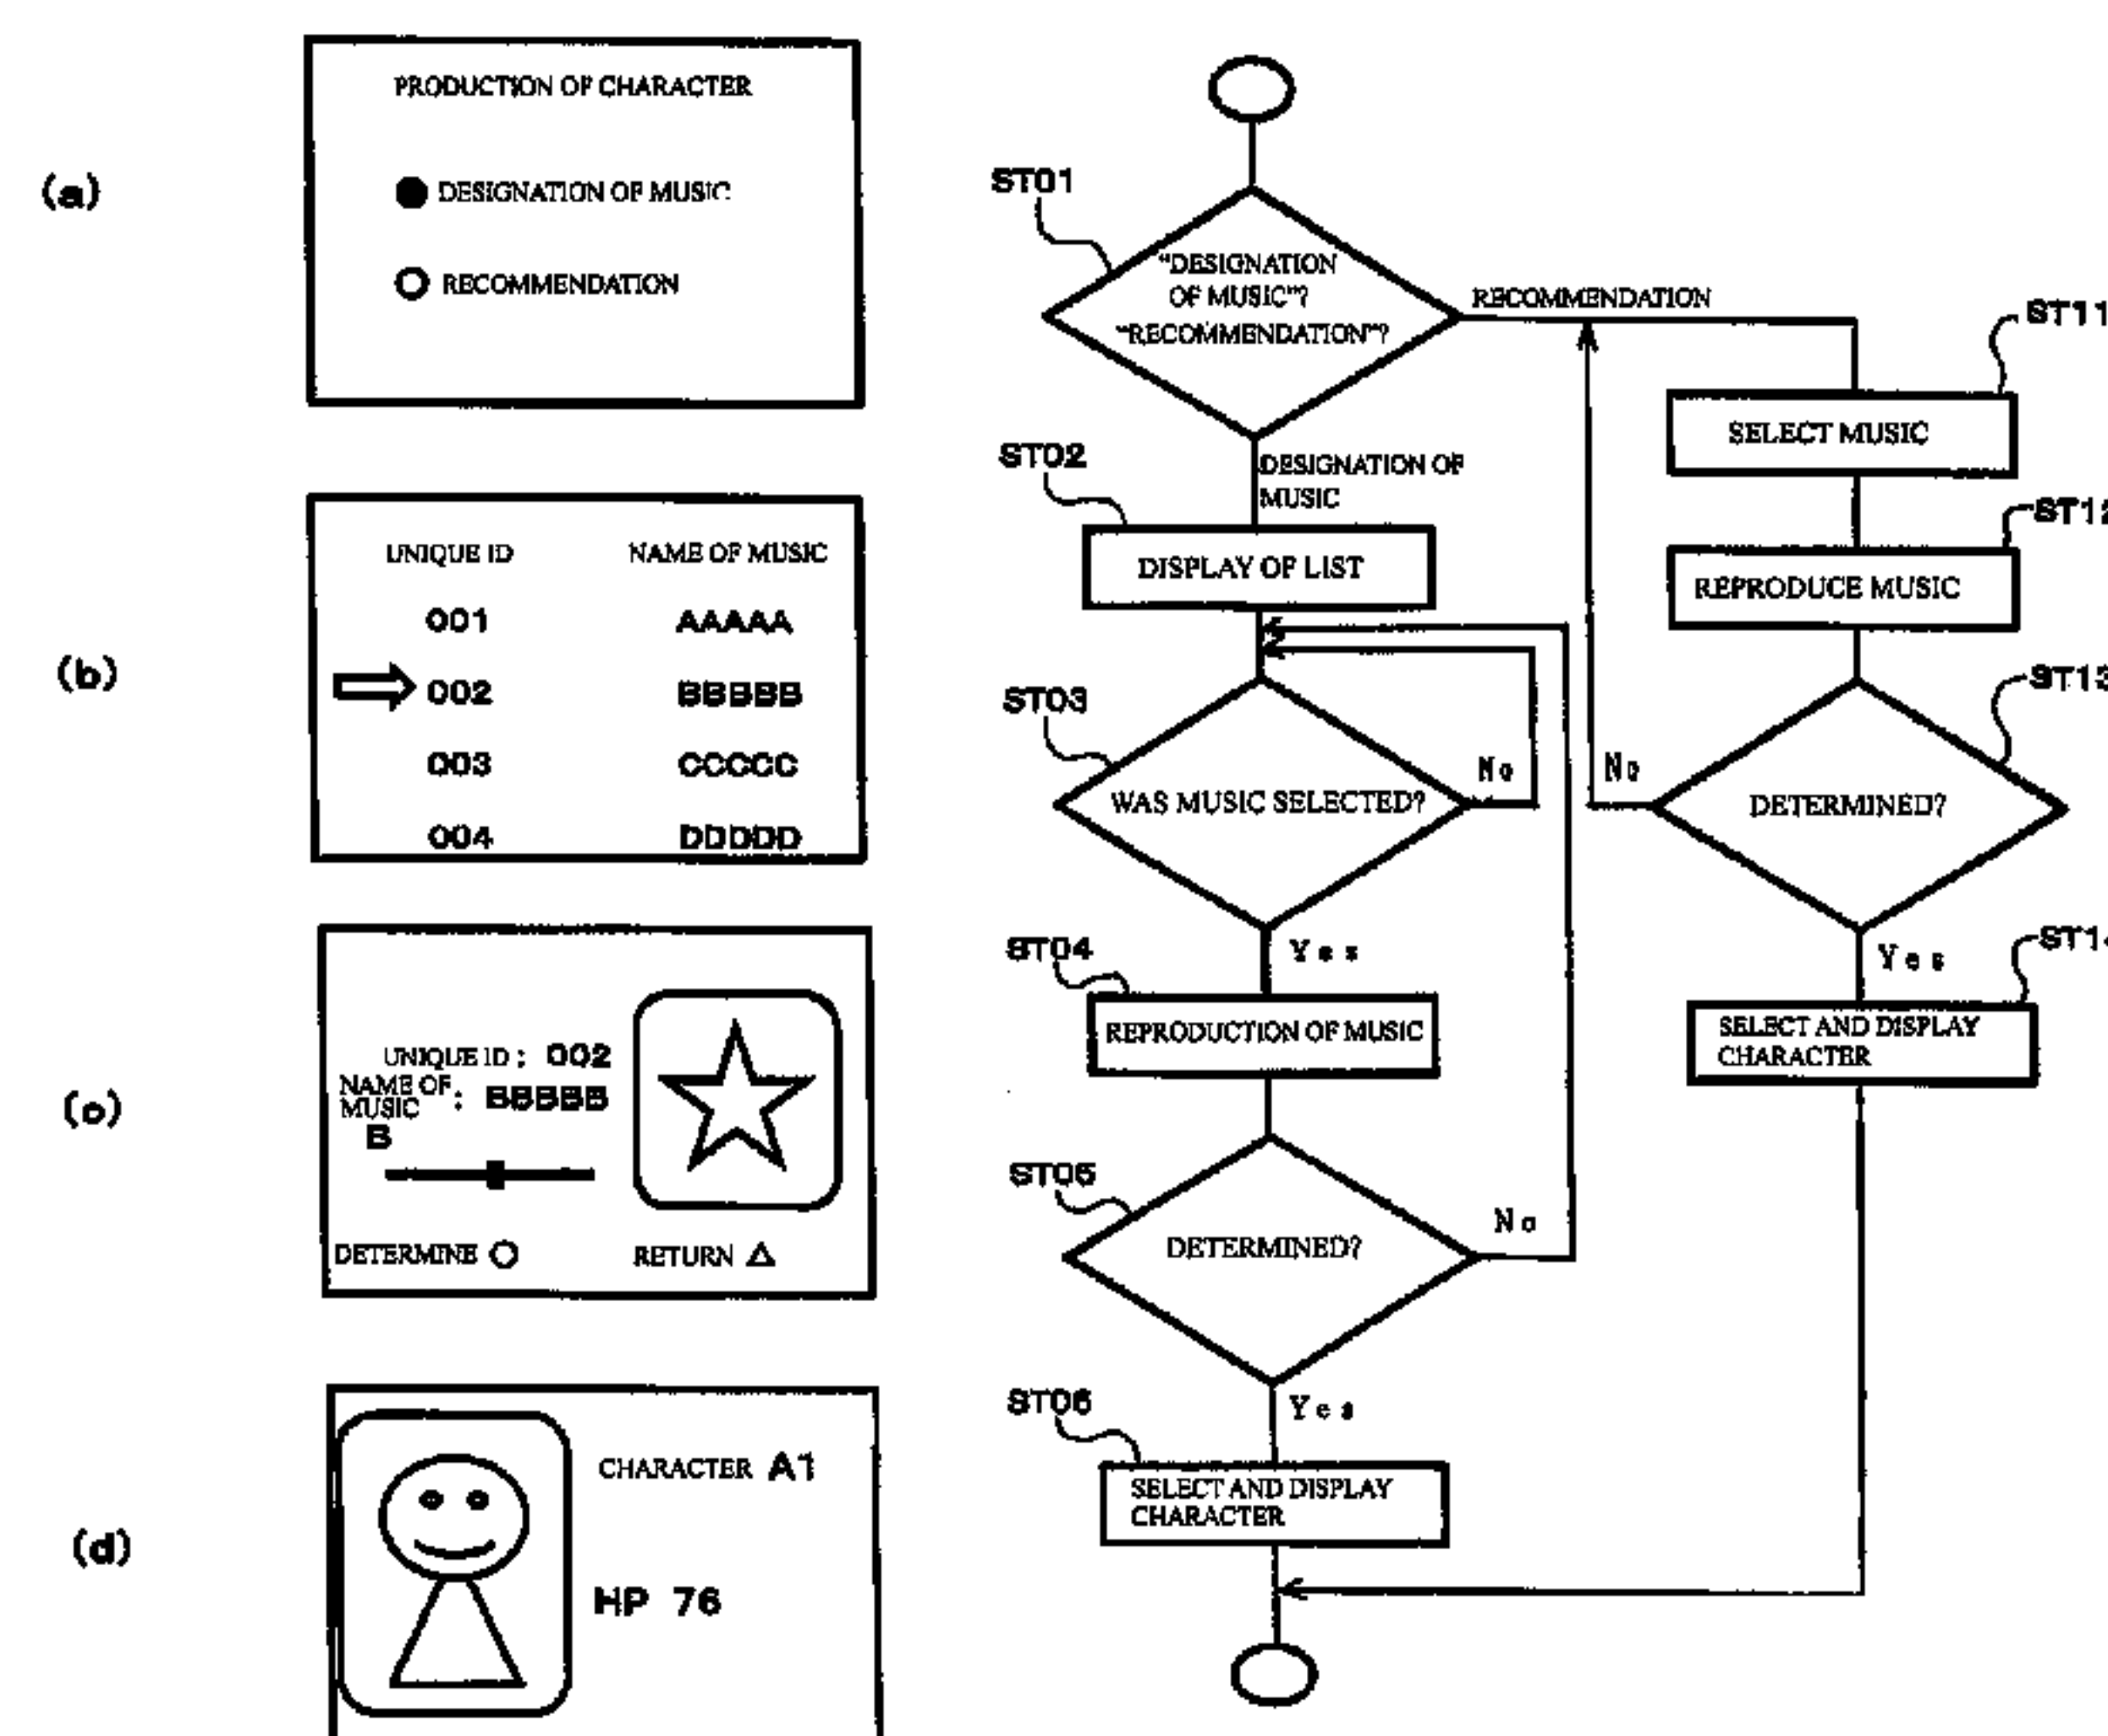 (a)
PRODUCTION OF CHARACTER
DESIGNATION OF MUSIC
RECOMMENDATION
(b)
UNIQUE ID NAME OF MUSIC
001 AAAAA
002 BBBBB
003 CCCCC
004 DDDDD
(c)
UNIQUE ID : 002
NAME OF
MUSIC : BBBBB
B
DETERMINE ○ RETURN △
(d)
CHARACTER A1
HP 76
ST01
"DESIGNATION
OF MUSIC"?
"RECOMMENDATION"?
RECOMMENDATION
DESIGNATION OF
MUSIC
ST02
DISPLAY OF LIST
ST03
WAS MUSIC SELECTED?
No
Yes
ST04
REPRODUCTION OF MUSIC
ST05
DETERMINED?
No
Yes
ST06
SELECT AND DISPLAY
CHARACTER
ST11
SELECT MUSIC
ST12
REPRODUCE MUSIC
ST13
DETERMINED?
No
Yes
ST14
SELECT AND DISPLAY
CHARACTER